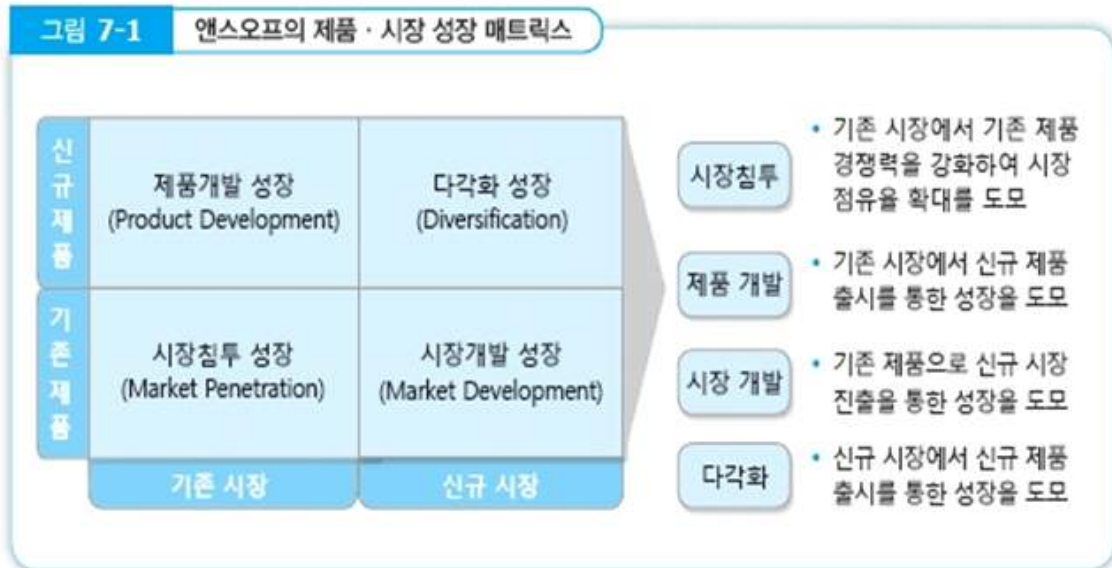 그림 7-1 앤스오프의 제품 · 시장 성장 매트릭스
신규제품
제품개발 성장
(Product Development)
다각화 성장
(Diversification)
기존제품
시장침투 성장
(Market Penetration)
시장개발 성장
(Market Development)
기존 시장
신규 시장
시장침투
• 기존 시장에서 기존 제품
경쟁력을 강화하여 시장
점유율 확대를 도모
제품 개발
• 기존 시장에서 신규 제품
출시를 통한 성장을 도모
시장 개발
• 기존 제품으로 신규 시장
진출을 통한 성장을 도모
다각화
• 신규 시장에서 신규 제품
출시를 통한 성장을 도모